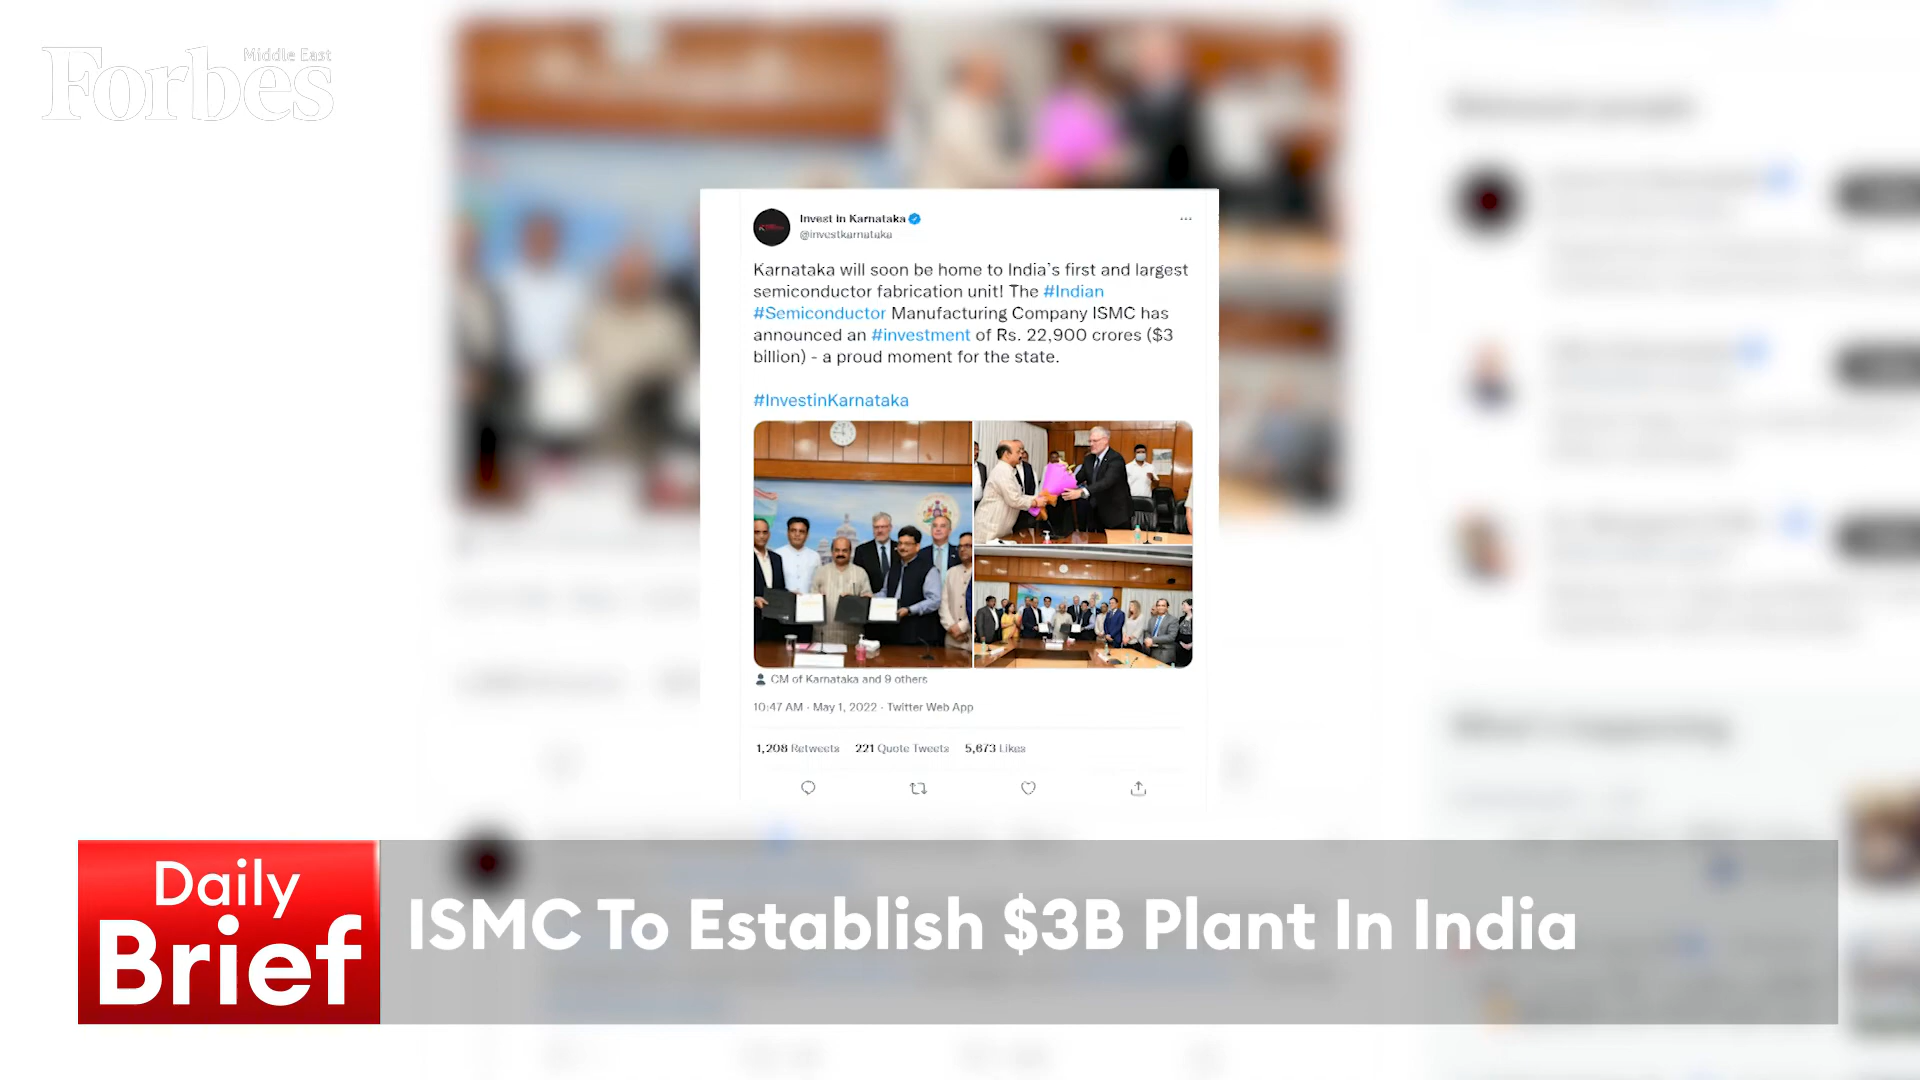 Forbes
Middle East
Invest in Karnataka
@investkarnataka
Karnataka will soon be home to India's first and largest
semiconductor fabrication unit! The #Indian
#Semiconductor Manufacturing Company ISMC has
announced an #investment of Rs. 22,900 crores ($3
billion) - a proud moment for the state.
#InvestinKarnataka
CM of Karnataka and 9 others
10:47 AM · May 1, 2022 · Twitter Web App
1,208 Retweets 221 Quote Tweets 5,673 Likes
Daily
Brief
ISMC To Establish $3B Plant In India